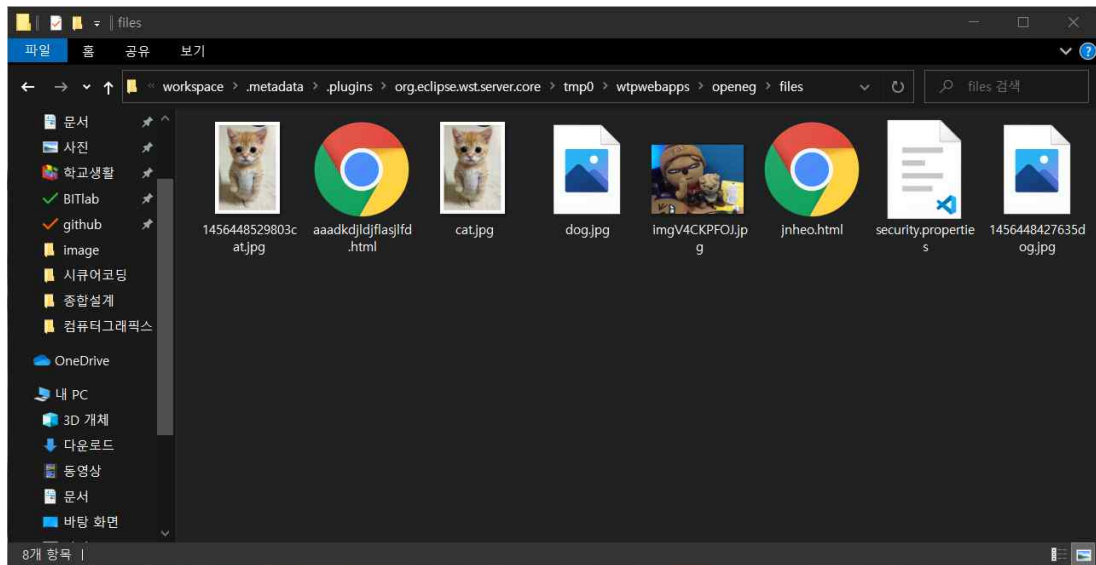 files
파일 홈 공유 보기
workspace > .metadata > .plugins > org.eclipse.wst.server.core > tmp0 > wtpwebapps > openeg > files
files 검색
문서
사진
학교생활
BITlab
github
image
시큐어코딩
종합설계
컴퓨터그래픽스
OneDrive
내 PC
3D 개체
다운로드
동영상
문서
바탕 화면
1456448529803c
at.jpg
aaadkdjldjflasjlfd
.html
cat.jpg
dog.jpg
imgV4CKPFOJ.jp
g
jnheo.html
security.propertie
s
1456448427635d
og.jpg
8개 항목